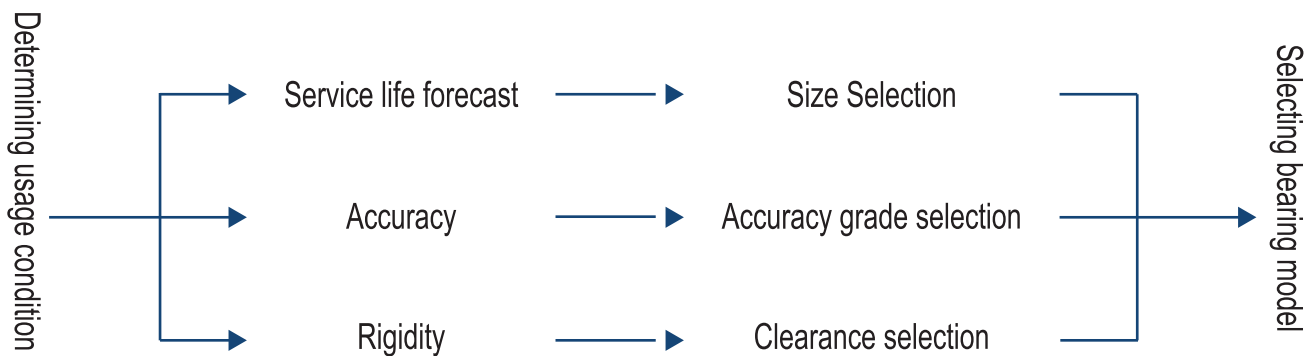 Determining usage condition
Service life forecast
Size Selection
Accuracy
Accuracy grade selection
Rigidity
Clearance selection
Selecting bearing model